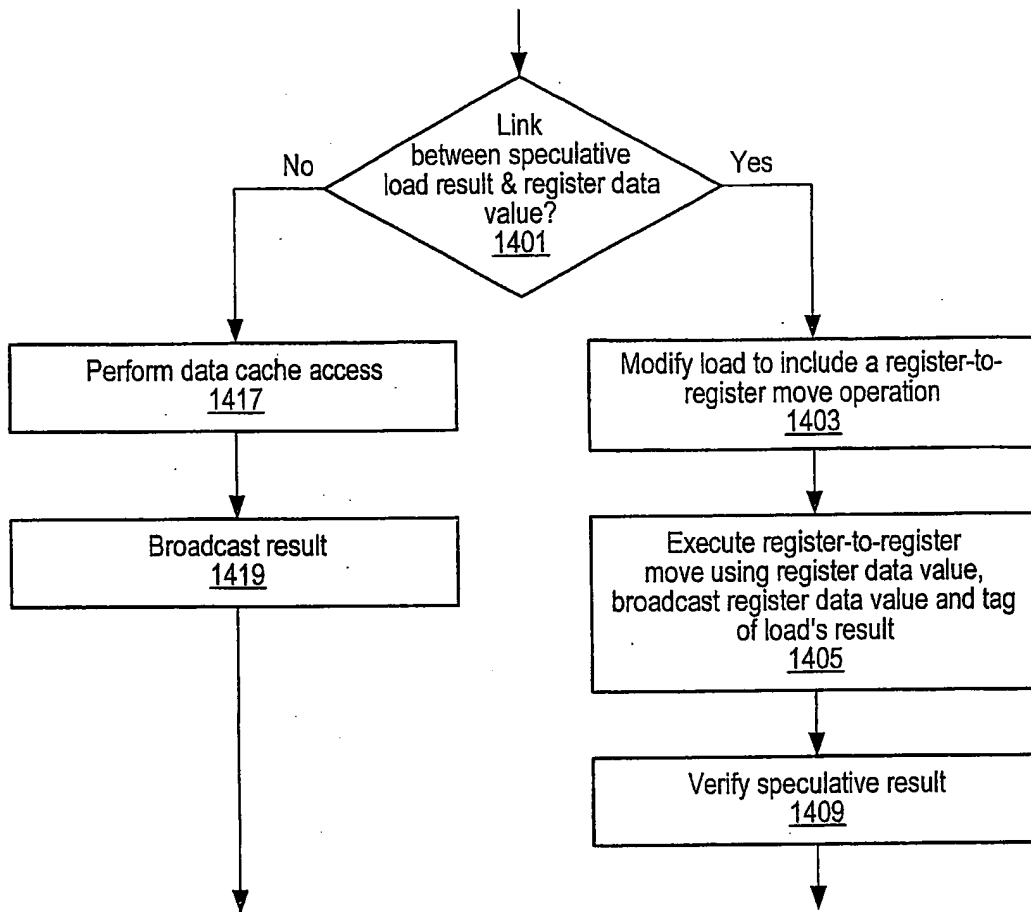 Link
between speculative
load result & register data
value?
1401
No
Yes
Perform data cache access
1417
Broadcast result
1419
Modify load to include a register-to-
register move operation
1403
Execute register-to-register
move using register data value,
broadcast register data value and tag
of load's result
1405
Verify speculative result
1409